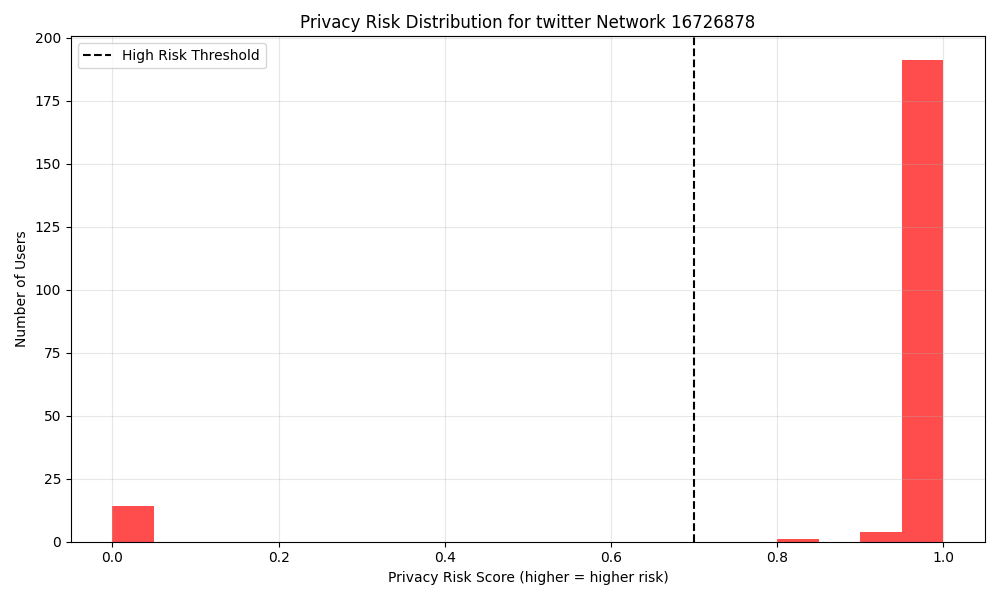 Privacy Risk Distribution for twitter Network 16726878
High Risk Threshold
200
175
150
125
100
75
50
25
0
Number of Users
0.0 0.2 0.4 0.6 0.8 1.0
Privacy Risk Score (higher = higher risk)